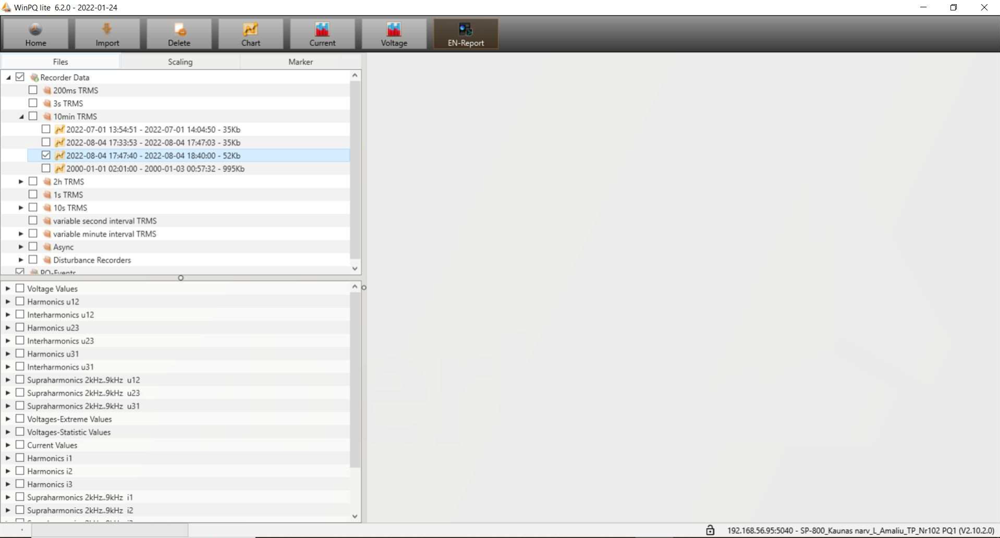 WinPQ lite 6.2.0 - 2022-01-24
Home
Import
Delete
Chart
Current
Voltage
EN-Report
Files
Scaling
Marker
Recorder Data
200ms TRMS
3s TRMS
10min TRMS
2022-07-01 13:54:51 - 2022-07-01 14:04:50 - 35Kb
2022-08-04 17:33:53 - 2022-08-04 17:47:03 - 35Kb
2022-08-04 17:47:40 - 2022-08-04 18:40:00 - 52Kb
2000-01-01 02:01:00 - 2000-01-03 00:57:32 - 995Kb
2h TRMS
1s TRMS
10s TRMS
variable second interval TRMS
variable minute interval TRMS
Async
Disturbance Recorders
PQ-Events
Voltage Values
Harmonics u12
Interharmonics u12
Harmonics u23
Interharmonics u23
Harmonics u31
Interharmonics u31
Supraharmonics 2kHz..9kHz u12
Supraharmonics 2kHz..9kHz u23
Supraharmonics 2kHz..9kHz u31
Voltages-Extreme Values
Voltages-Statistic Values
Current Values
Harmonics i1
Harmonics i2
Harmonics i3
Supraharmonics 2kHz..9kHz i1
Supraharmonics 2kHz..9kHz i2
192.168.56.95:5040 - SP-800_Kaunas narv_L_Amaliu_TP_Nr102 PQ1 (V2.10.2.0)